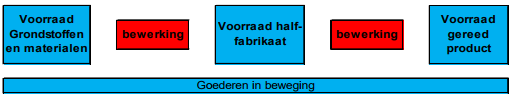 Voorraad
Grondstoffen
en materialen
bewerking
Voorraad half-
fabrikaat
bewerking
Voorraad
gereed
product
Goederen in beweging